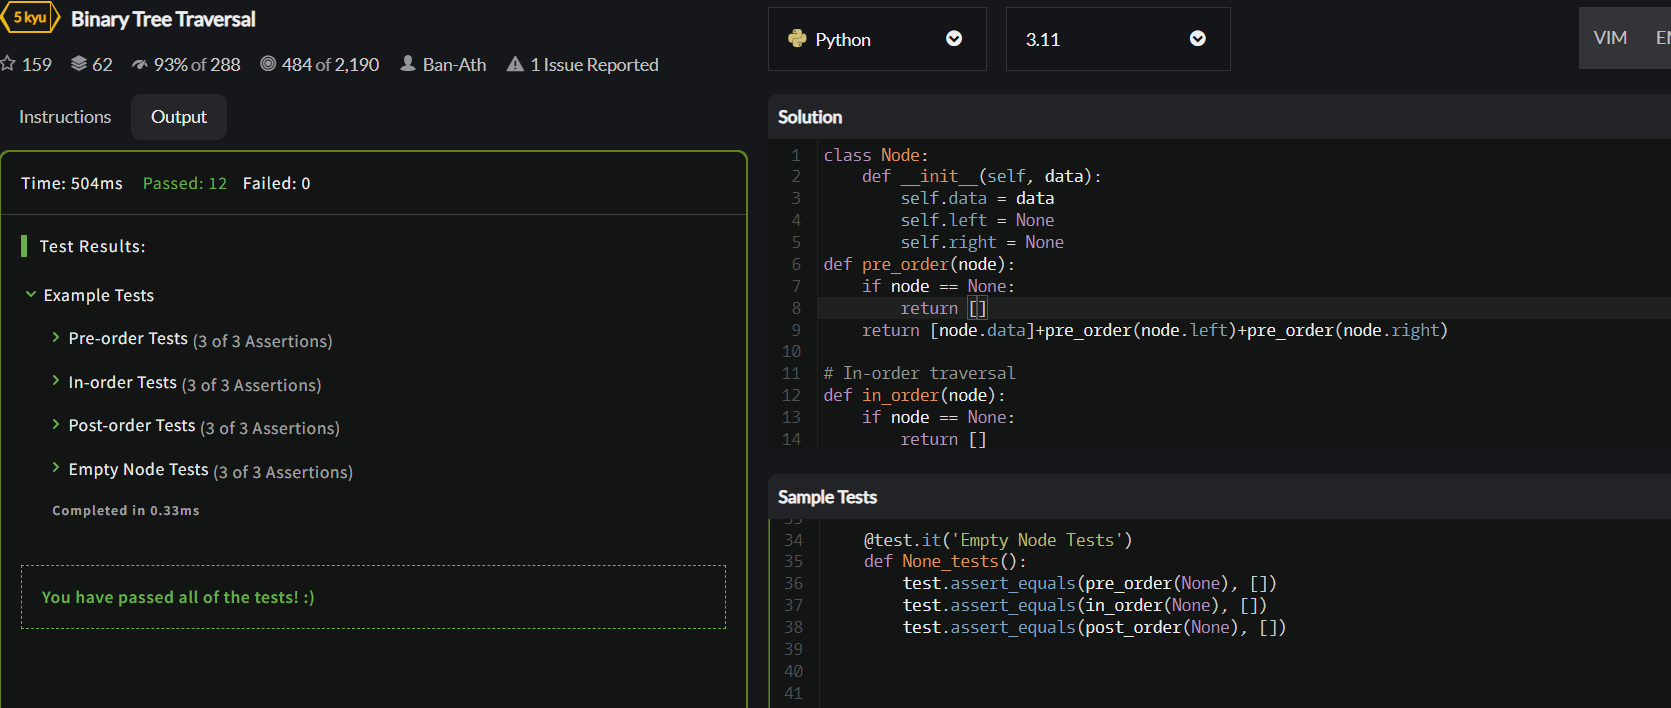 5 kyu Binary Tree Traversal
159 62 93% of 288 484 of 2,190 Ban-Ath 1 Issue Reported
Instructions Output
Time: 504ms Passed: 12 Failed: 0
Test Results:
Example Tests
Pre-order Tests (3 of 3 Assertions)
In-order Tests (3 of 3 Assertions)
Post-order Tests (3 of 3 Assertions)
Empty Node Tests (3 of 3 Assertions)
Completed in 0.33ms
You have passed all of the tests! :)
Python 3.11 VIM
Solution
1 class Node:
2     def __init__(self, data):
3         self.data = data
4         self.left = None
5         self.right = None
6 def pre_order(node):
7     if node == None:
8         return []
9     return [node.data]+pre_order(node.left)+pre_order(node.right)
10
11 # In-order traversal
12 def in_order(node):
13     if node == None:
14         return []
Sample Tests
34     @test.it('Empty Node Tests')
35     def None_tests():
36         test.assert_equals(pre_order(None), [])
37         test.assert_equals(in_order(None), [])
38         test.assert_equals(post_order(None), [])
39
40
41